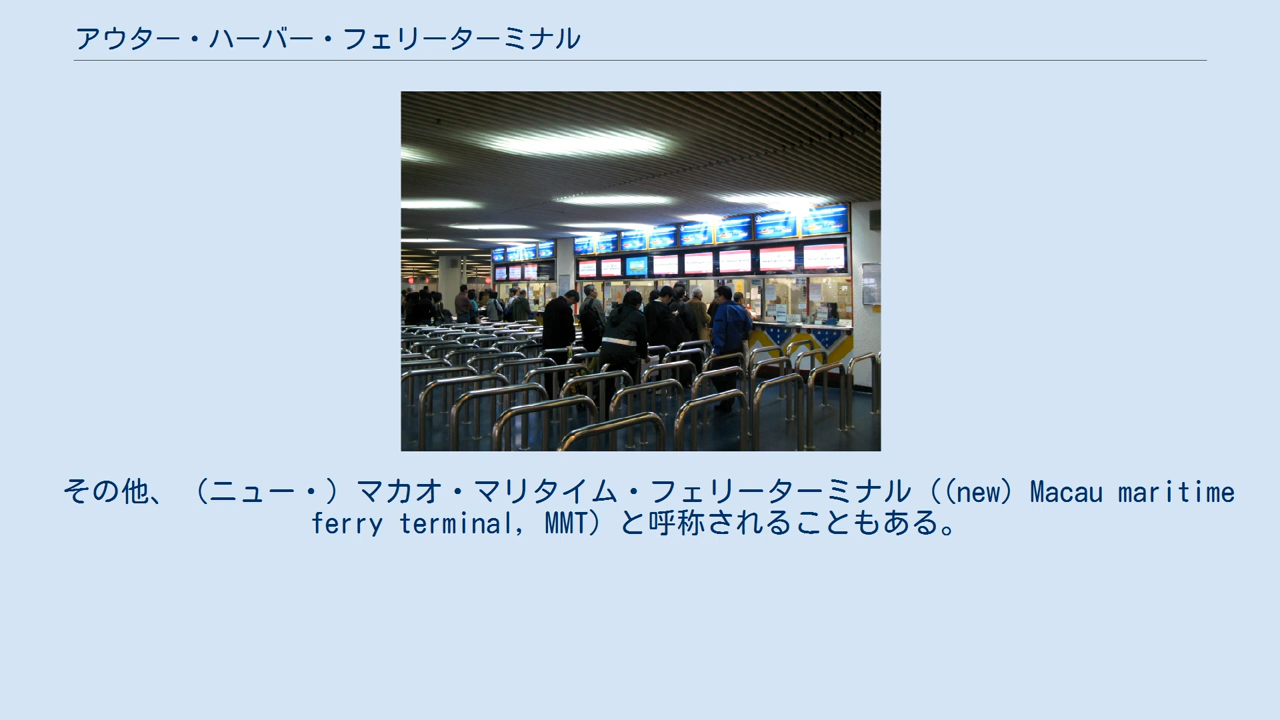 アウター・ハーバー・フェリーターミナル
その他、（ニュー・）マカオ・マリタイム・フェリーターミナル（(new) Macau maritime
ferry terminal, MMT）と呼称されることもある。